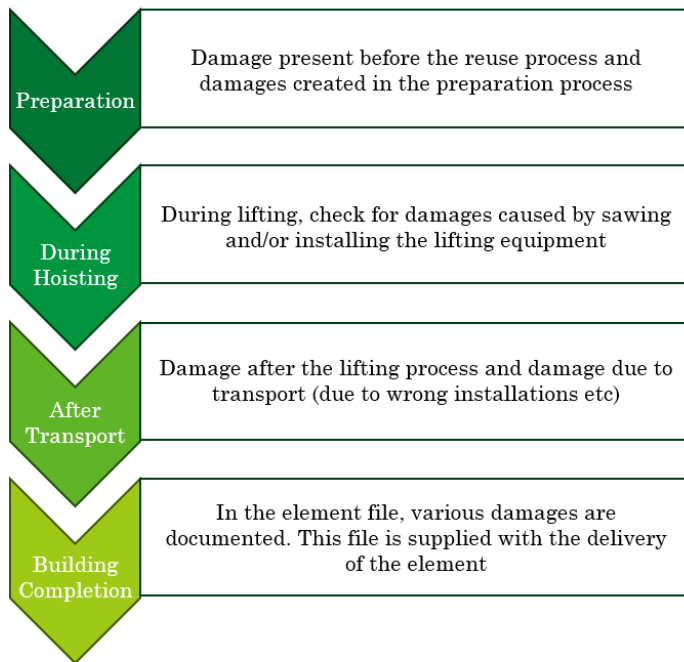 Preparation
Damage present before the reuse process and
damages created in the preparation process
During
Hoisting
During lifting, check for damages caused by sawing
and/or installing the lifting equipment
After
Transport
Damage after the lifting process and damage due to
transport (due to wrong installations etc)
Building
Completion
In the element file, various damages are
documented. This file is supplied with the delivery
of the element